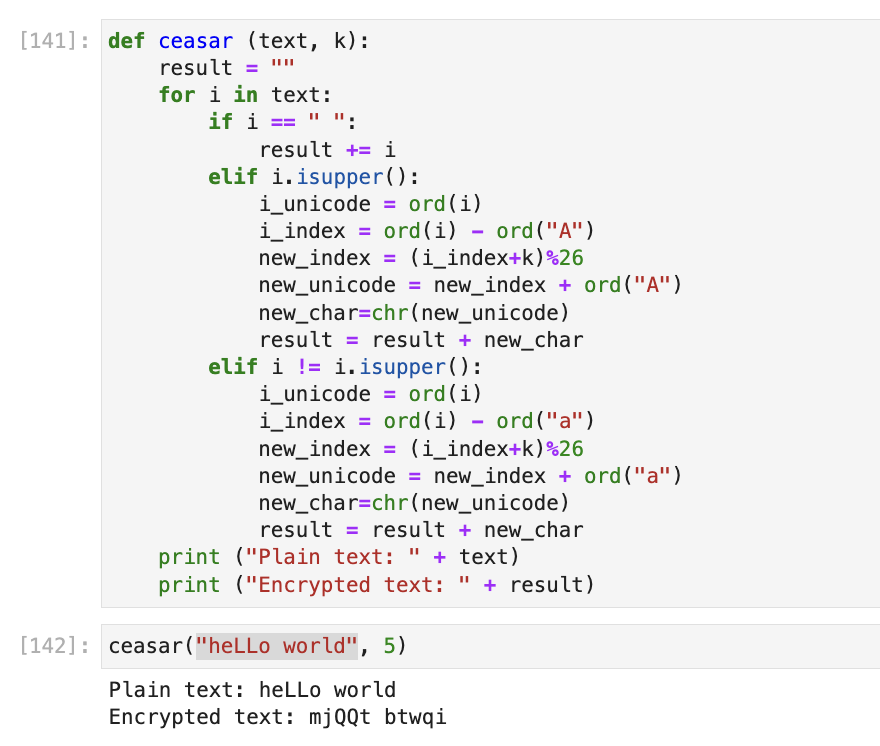 [141]: def ceasar (text, k):
    result = ""
    for i in text:
        if i == " ":
            result += i
        elif i.isupper():
            i_unicode = ord(i)
            i_index = ord(i) - ord("A")
            new_index = (i_index+k)%26
            new_unicode = new_index + ord("A")
            new_char=chr(new_unicode)
            result = result + new_char
        elif i != i.isupper():
            i_unicode = ord(i)
            i_index = ord(i) - ord("a")
            new_index = (i_index+k)%26
            new_unicode = new_index + ord("a")
            new_char=chr(new_unicode)
            result = result + new_char
    print ("Plain text: " + text)
    print ("Encrypted text: " + result)
[142]: ceasar("heLLo world", 5)
Plain text: heLLo world
Encrypted text: mjQQt btwqi